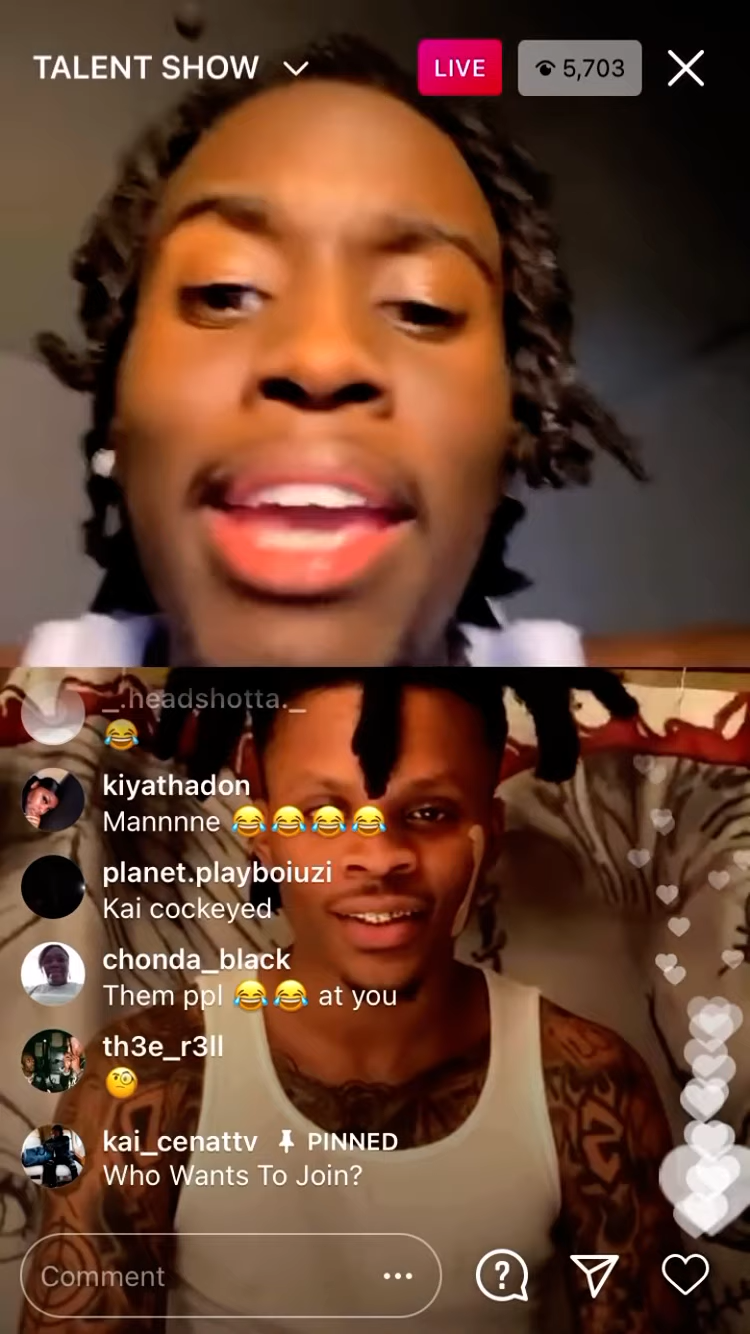 TALENT SHOW
LIVE
5,703
_.headshotta._
😂
kiyathadon
Mannnne 😂😂😂😂
planet.playboiuzi
Kai cockeyed
chonda_black
Them ppl 😂😂 at you
th3e_r3ll
🧐
kai_cenattv PINNED
Who Wants To Join?
Comment